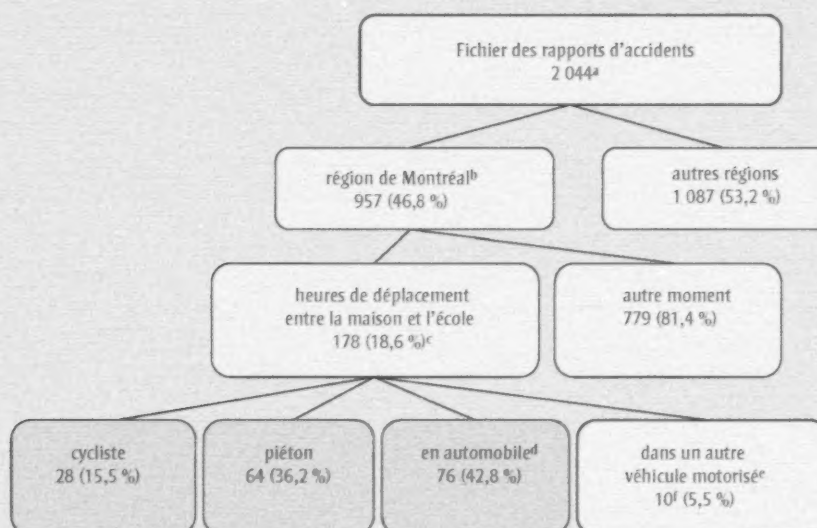 Fichier des rapports d'accidents
2 044ᵃ
région de Montréalᵇ
957 (46,8 %)
autres régions
1 087 (53,2 %)
heures de déplacement
entre la maison et l'école
178 (18,6 %)ᶜ
autre moment
779 (81,4 %)
cycliste
28 (15,5 %)
piéton
64 (36,2 %)
en automobileᵈ
76 (42,8 %)
dans un autre
véhicule motoriséᵉ
10ᶠ (5,5 %)